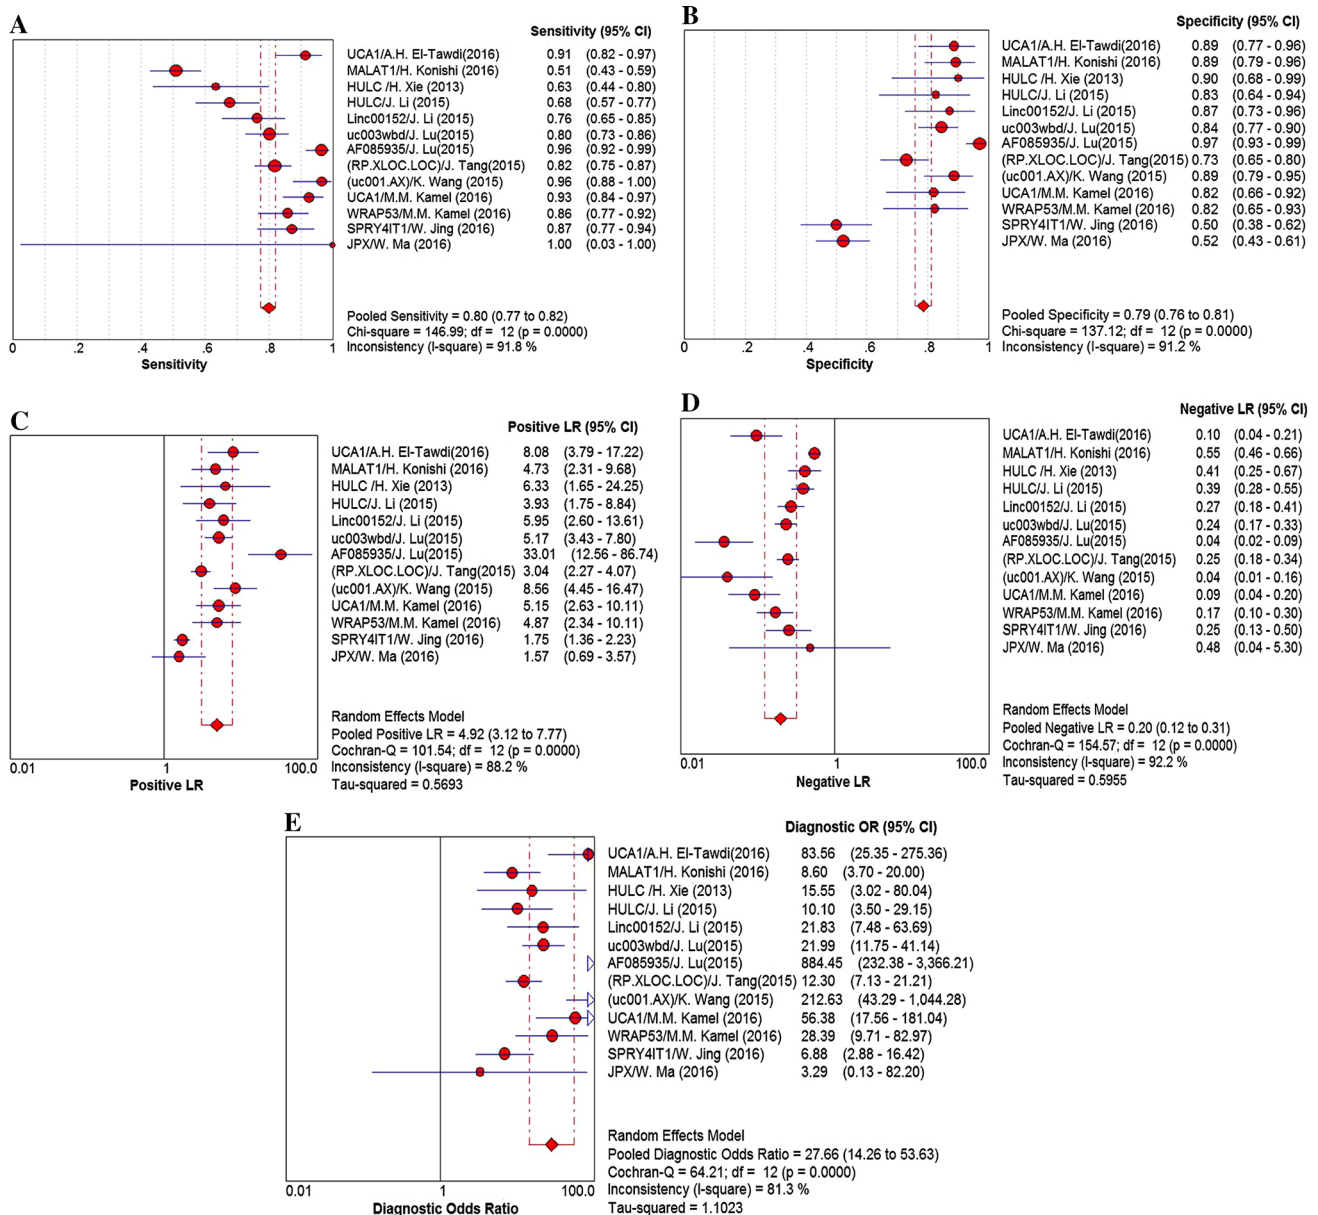 A
Sensitivity (95% CI)
UCA1/A.H. El-Tawdi(2016) 0.91 (0.82 - 0.97)
MALAT1/H. Konishi (2016) 0.51 (0.43 - 0.59)
HULC /H. Xie (2013) 0.63 (0.44 - 0.80)
HULC/J. Li (2015) 0.68 (0.57 - 0.77)
Linc00152/J. Li (2015) 0.76 (0.65 - 0.85)
uc003wbd/J. Lu(2015) 0.80 (0.73 - 0.86)
AF085935/J. Lu(2015) 0.96 (0.92 - 0.99)
(RP.XLOC.LOC)/J. Tang(2015) 0.82 (0.75 - 0.87)
(uc001.AX)/K. Wang (2015) 0.96 (0.88 - 1.00)
UCA1/M.M. Kamel (2016) 0.93 (0.84 - 0.97)
WRAP53/M.M. Kamel (2016) 0.86 (0.77 - 0.92)
SPRY4IT1/W. Jing (2016) 0.87 (0.77 - 0.94)
JPX/W. Ma (2016) 1.00 (0.03 - 1.00)
Pooled Sensitivity = 0.80 (0.77 to 0.82)
Chi-square = 146.99; df = 12 (p = 0.0000)
Inconsistency (I-square) = 91.8 %
0 .2 .4 .6 .8 1
Sensitivity
B
Specificity (95% CI)
UCA1/A.H. El-Tawdi(2016) 0.89 (0.77 - 0.96)
MALAT1/H. Konishi (2016) 0.89 (0.79 - 0.96)
HULC /H. Xie (2013) 0.90 (0.68 - 0.99)
HULC/J. Li (2015) 0.83 (0.64 - 0.94)
Linc00152/J. Li (2015) 0.87 (0.73 - 0.96)
uc003wbd/J. Lu(2015) 0.84 (0.77 - 0.90)
AF085935/J. Lu(2015) 0.97 (0.93 - 0.99)
(RP.XLOC.LOC)/J. Tang(2015) 0.73 (0.65 - 0.80)
(uc001.AX)/K. Wang (2015) 0.89 (0.79 - 0.95)
UCA1/M.M. Kamel (2016) 0.82 (0.66 - 0.92)
WRAP53/M.M. Kamel (2016) 0.82 (0.65 - 0.93)
SPRY4IT1/W. Jing (2016) 0.50 (0.38 - 0.62)
JPX/W. Ma (2016) 0.52 (0.43 - 0.61)
Pooled Specificity = 0.79 (0.76 to 0.81)
Chi-square = 137.12; df = 12 (p = 0.0000)
Inconsistency (I-square) = 91.2 %
0 .2 .4 .6 .8 1
Specificity
C
Positive LR (95% CI)
UCA1/A.H. El-Tawdi(2016) 8.08 (3.79 - 17.22)
MALAT1/H. Konishi (2016) 4.73 (2.31 - 9.68)
HULC /H. Xie (2013) 6.33 (1.65 - 24.25)
HULC/J. Li (2015) 3.93 (1.75 - 8.84)
Linc00152/J. Li (2015) 5.95 (2.60 - 13.61)
uc003wbd/J. Lu(2015) 5.17 (3.43 - 7.80)
AF085935/J. Lu(2015) 33.01 (12.56 - 86.74)
(RP.XLOC.LOC)/J. Tang(2015) 3.04 (2.27 - 4.07)
(uc001.AX)/K. Wang (2015) 8.56 (4.45 - 16.47)
UCA1/M.M. Kamel (2016) 5.15 (2.63 - 10.11)
WRAP53/M.M. Kamel (2016) 4.87 (2.34 - 10.11)
SPRY4IT1/W. Jing (2016) 1.75 (1.36 - 2.23)
JPX/W. Ma (2016) 1.57 (0.69 - 3.57)
Random Effects Model
Pooled Positive LR = 4.92 (3.12 to 7.77)
Cochran-Q = 101.54; df = 12 (p = 0.0000)
Inconsistency (I-square) = 88.2 %
Tau-squared = 0.5693
0.01 1 100.0
Positive LR
D
Negative LR (95% CI)
UCA1/A.H. El-Tawdi(2016) 0.10 (0.04 - 0.21)
MALAT1/H. Konishi (2016) 0.55 (0.46 - 0.66)
HULC /H. Xie (2013) 0.41 (0.25 - 0.67)
HULC/J. Li (2015) 0.39 (0.28 - 0.55)
Linc00152/J. Li (2015) 0.27 (0.18 - 0.41)
uc003wbd/J. Lu(2015) 0.24 (0.17 - 0.33)
AF085935/J. Lu(2015) 0.04 (0.02 - 0.09)
(RP.XLOC.LOC)/J. Tang(2015) 0.25 (0.18 - 0.34)
(uc001.AX)/K. Wang (2015) 0.04 (0.01 - 0.16)
UCA1/M.M. Kamel (2016) 0.09 (0.04 - 0.20)
WRAP53/M.M. Kamel (2016) 0.17 (0.10 - 0.30)
SPRY4IT1/W. Jing (2016) 0.25 (0.13 - 0.50)
JPX/W. Ma (2016) 0.48 (0.04 - 5.30)
Random Effects Model
Pooled Negative LR = 0.20 (0.12 to 0.31)
Cochran-Q = 154.57; df = 12 (p = 0.0000)
Inconsistency (I-square) = 92.2 %
Tau-squared = 0.5955
0.01 1 100.0
Negative LR
E
Diagnostic OR (95% CI)
UCA1/A.H. El-Tawdi(2016) 83.56 (25.35 - 275.36)
MALAT1/H. Konishi (2016) 8.60 (3.70 - 20.00)
HULC /H. Xie (2013) 15.55 (3.02 - 80.04)
HULC/J. Li (2015) 10.10 (3.50 - 29.15)
Linc00152/J. Li (2015) 21.83 (7.48 - 63.69)
uc003wbd/J. Lu(2015) 21.99 (11.75 - 41.14)
AF085935/J. Lu(2015) 884.45 (232.38 - 3,366.21)
(RP.XLOC.LOC)/J. Tang(2015) 12.30 (7.13 - 21.21)
(uc001.AX)/K. Wang (2015) 212.63 (43.29 - 1,044.28)
UCA1/M.M. Kamel (2016) 56.38 (17.56 - 181.04)
WRAP53/M.M. Kamel (2016) 28.39 (9.71 - 82.97)
SPRY4IT1/W. Jing (2016) 6.88 (2.88 - 16.42)
JPX/W. Ma (2016) 3.29 (0.13 - 82.20)
Random Effects Model
Pooled Diagnostic Odds Ratio = 27.66 (14.26 to 53.63)
Cochran-Q = 64.21; df = 12 (p = 0.0000)
Inconsistency (I-square) = 81.3 %
Tau-squared = 1.1023
0.01 1 100.0
Diagnostic Odds Ratio